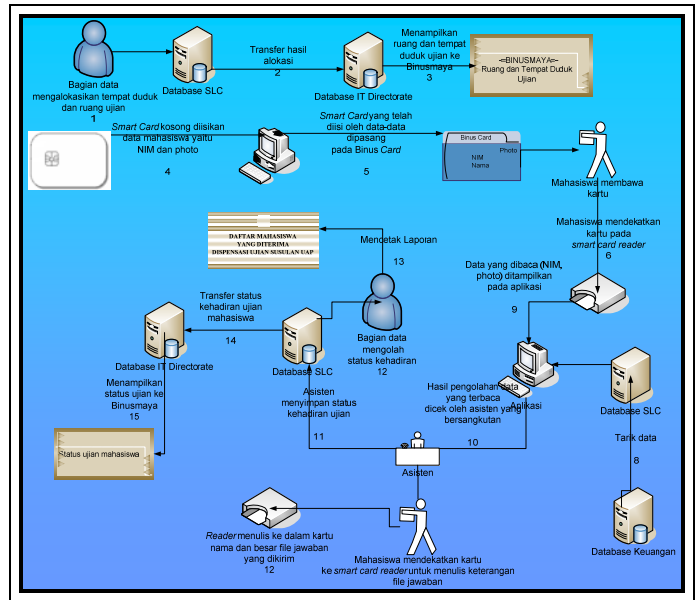 Bagian data
mengalokasikan tempat duduk
dan ruang ujian
1
Database SLC
Transfer hasil
alokasi
2
Database IT Directorate
Menampilkan
ruang dan tempat
duduk ujian ke
Binusmaya
3
=BINUSMAYA=
Ruang dan Tempat Duduk
Ujian
Smart Card kosong diisikan
data mahasiswa yaitu
NIM dan photo
4
Smart Card yang telah
diisi oleh data-data
dipasang
pada Binus Card
5
Binus Card
Photo
NIM
Nama
Mahasiswa membawa
kartu
Mahasiswa mendekatkan
kartu pada
smart card reader
6
Data yang dibaca (NIM,
photo) ditampilkan
pada aplikasi
9
DAFTAR MAHASISWA
YANG DITERIMA
DISPENSASI UJIAN SUSULAN UAP
Mencetak Laporan
13
Bagian data
mengolah
status kehadiran
12
Transfer status
kehadiran ujian
mahasiswa
14
Database IT Directorate
Database SLC
Menampilkan
status ujian ke
Binusmaya
15
Status ujian mahasiswa
Asisten
menyimpan status
kehadiran ujian
11
Hasil pengolahan data
yang terbaca
dicek oleh asisten yang
bersangkutan
10
Aplikasi
Database SLC
Tarik data
8
Database Keuangan
Asisten
Reader menulis ke dalam kartu
nama dan besar file jawaban
yang dikirim
12
Mahasiswa mendekatkan kartu
ke smart card reader untuk menulis keterangan
file jawaban